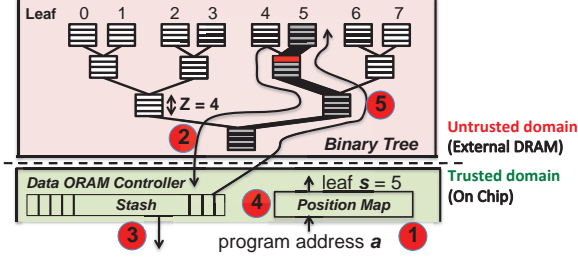 Leaf 0 1 2 3 4 5 6 7
Z = 4
5
2
Binary Tree
Untrusted domain
(External DRAM)
Trusted domain
(On Chip)
Data ORAM Controller
leaf s = 5
Stash
4
Position Map
3
program address a
1